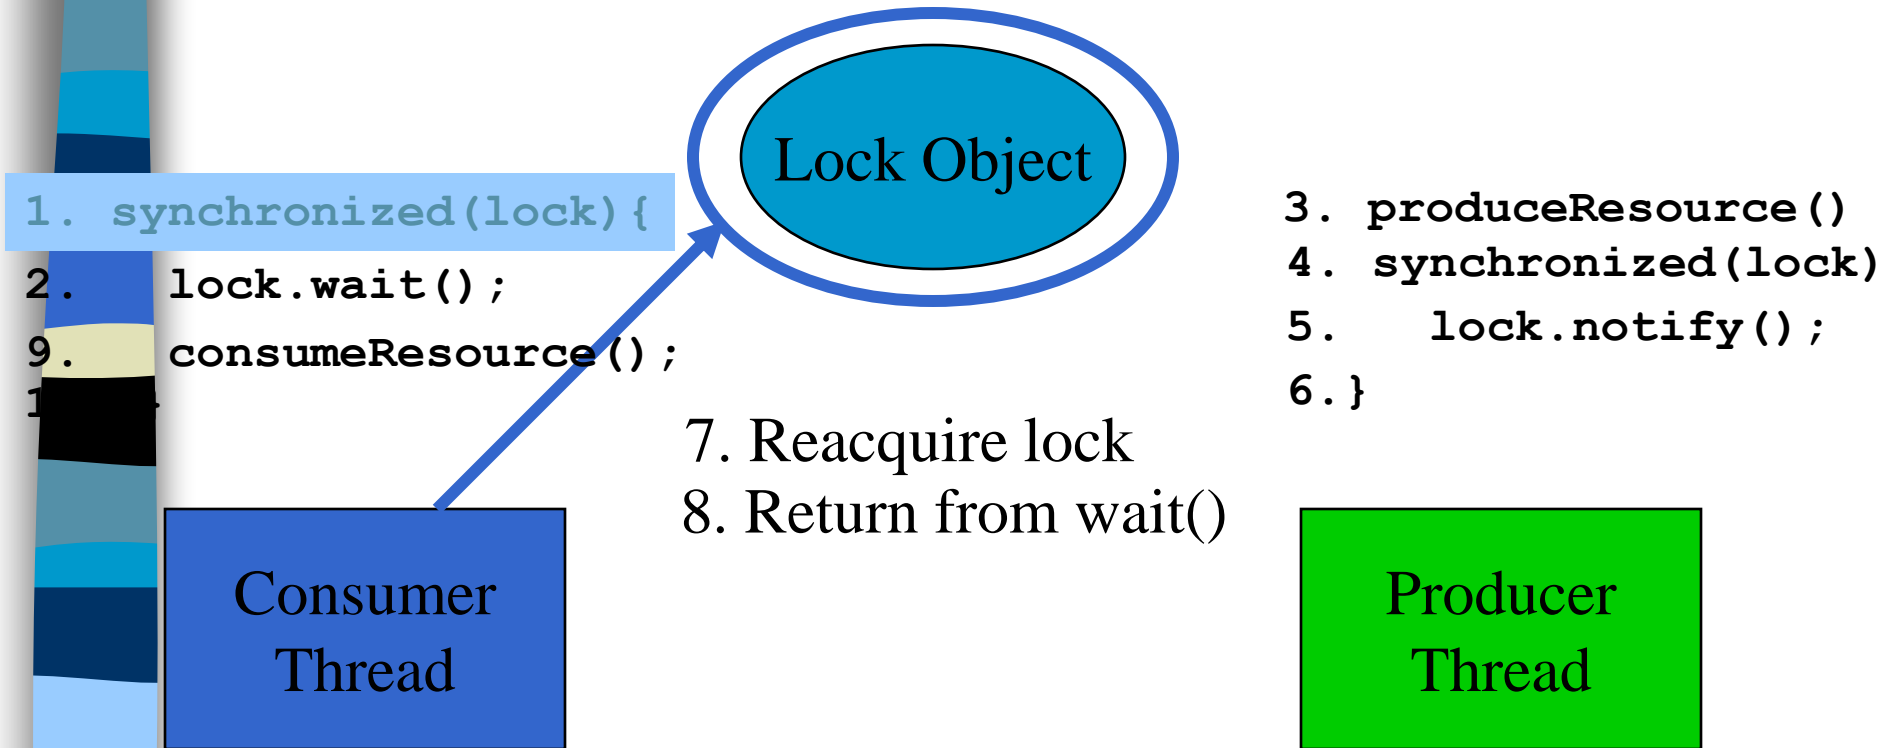 Lock Object
1. synchronized(lock){
2. lock.wait();
9. consumeResource();
3. produceResource()
4. synchronized(lock)
5. lock.notify();
6.}
7. Reacquire lock
8. Return from wait()
Consumer
Thread
Producer
Thread